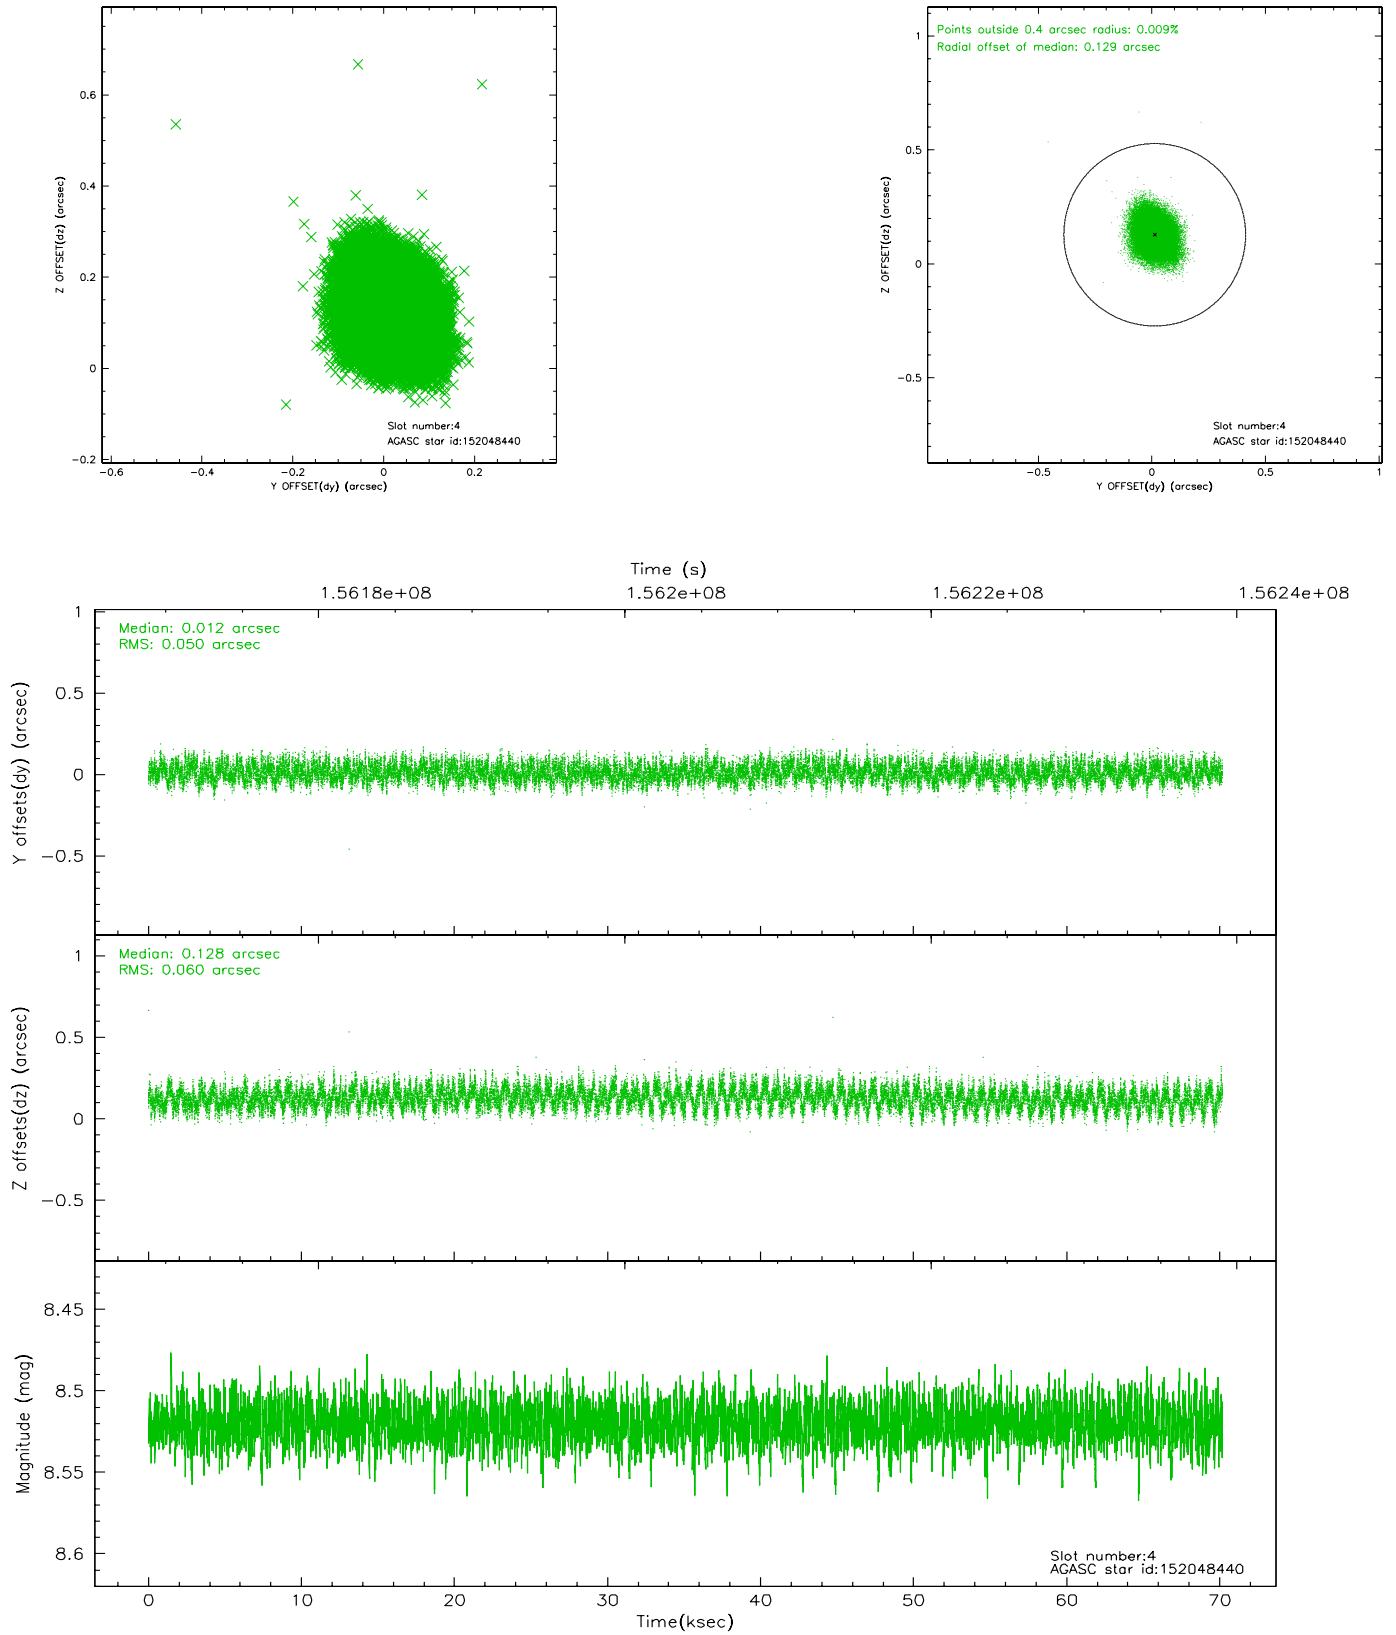 0.6
0.4
0.2
0
−0.2
−0.6
−0.4
−0.2
0
0.2
Z OFFSET(dz) (arcsec)
Y OFFSET(dy) (arcsec)
Slot number:4
AGASC star id:152048440
Points outside 0.4 arcsec radius: 0.009%
Radial offset of median: 0.129 arcsec
1
0.5
0
−0.5
−0.5
0
0.5
1
Z OFFSET(dz) (arcsec)
Y OFFSET(dy) (arcsec)
Slot number:4
AGASC star id:152048440
Time (s)
1.5618e+08
1.562e+08
1.5622e+08
1.5624e+08
Median: 0.012 arcsec
RMS: 0.050 arcsec
1
0.5
0
−0.5
Y offsets(dy) (arcsec)
Median: 0.128 arcsec
RMS: 0.060 arcsec
1
0.5
0
−0.5
Z offsets(dz) (arcsec)
8.45
8.5
8.55
8.6
Magnitude (mag)
Slot number:4
AGASC star id:152048440
0
10
20
30
40
50
60
70
Time(ksec)